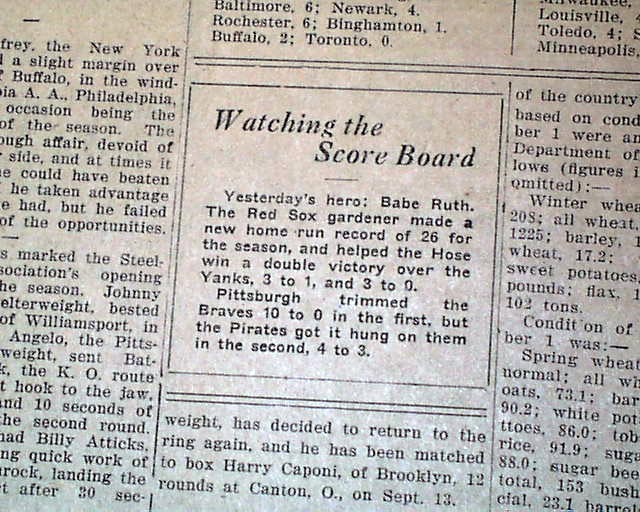 Baltimore, 6; Newark, 4.
Rochester, 6; Binghamton, 1.
Buffalo, 2; Toronto, 0.
Louisville,
Toledo, 4;
Minneapolis,
frey, the New York
a slight margin over
Buffalo, in the wind-
A. A., Philadelphia,
occasion being the
of the season. The
ough affair, devoid of
side, and at times it
could have beaten
he taken advantage
had, but he failed
of the opportunities.
s marked the Steel-
sociation's opening
he season. Johnny
elterweight, bested
of Williamsport, in
Angelo, the Pitts-
weight, sent Bat-
k, the K. O. route
t hook to the jaw,
and 10 seconds of
he second round.
had Billy Atticks,
ng quick work of
rock, landing the
t after 30 sec-
Watching the
Score Board
Yesterday's hero: Babe Ruth.
The Red Sox gardener made a
new home run record of 26 for
the season, and helped the Hose
win a double victory over the
Yanks, 3 to 1, and 3 to 0.
Pittsburgh trimmed the
Braves 10 to 0 in the first, but
the Pirates got it hung on them
in the second, 4 to 3.
weight, has decided to return to the
ring again, and he has been matched
to box Harry Caponi, of Brooklyn, 12
rounds at Canton, O., on Sept. 13.
of the country
based on cond
ber 1 were an
Department of
lows (figures i
omitted):—
Winter whea
208; all wheat,
1225; barley,
wheat, 17.2;
sweet potatoes
pounds; flax,
102 tons.
Condition of
ber 1 was:—
Spring wheat
normal; all wh
oats, 73.1; bar
90.2; white pot
ttoes, 86.0; tob
rice, 91.9; suga
88.0; sugar bee
total, 153 bush
cial, 23.1 barrel